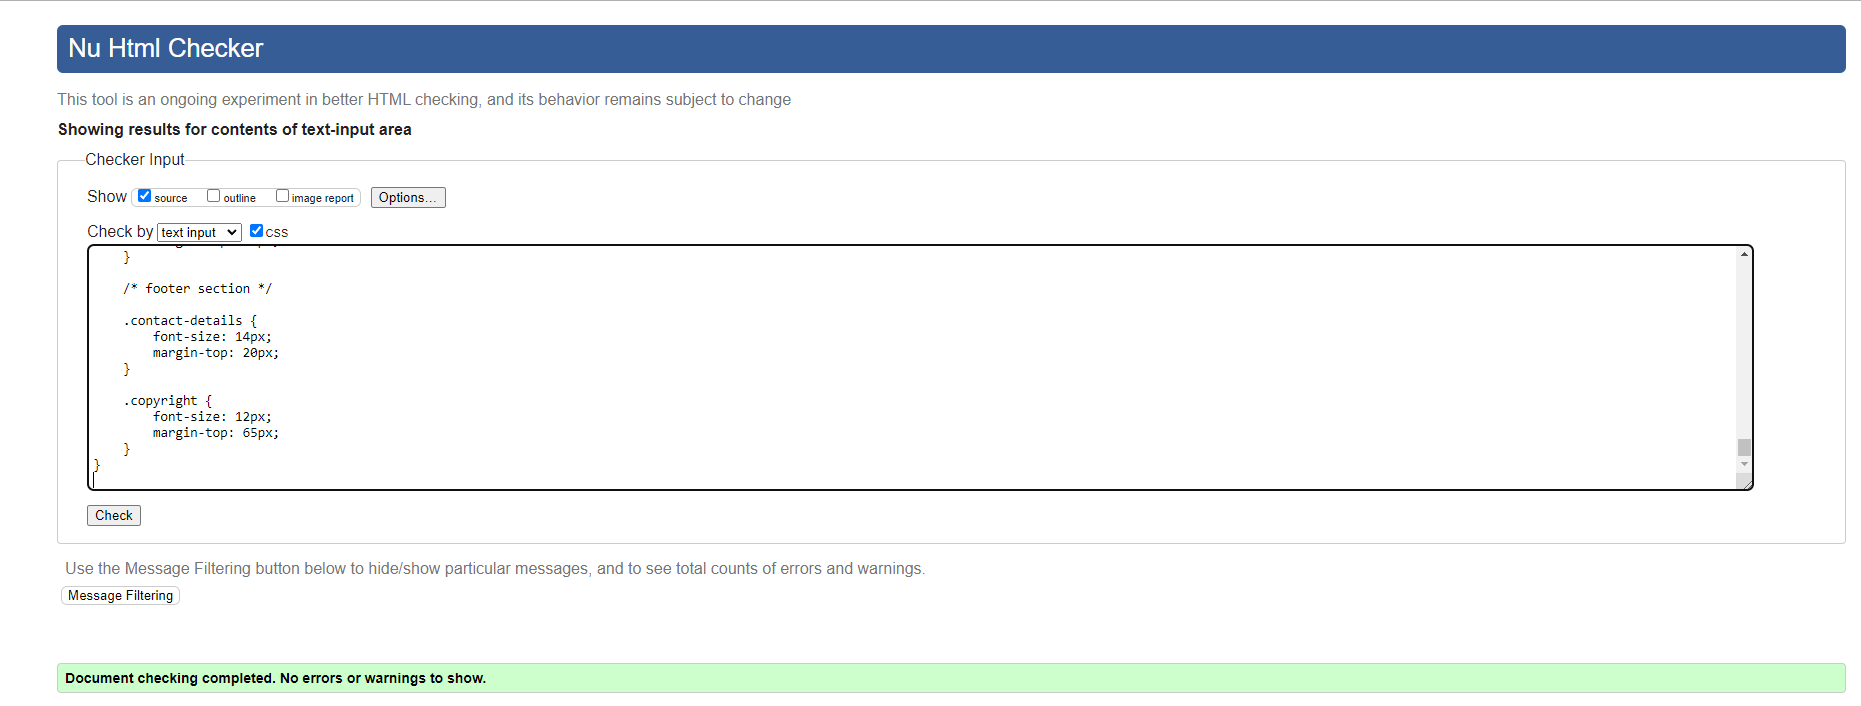 Nu Html Checker
This tool is an ongoing experiment in better HTML checking, and its behavior remains subject to change
Showing results for contents of text-input area
Checker Input
Show source outline image report Options...
Check by text input css
}
/* footer section */
.contact-details {
font-size: 14px;
margin-top: 20px;
}
.copyright {
font-size: 12px;
margin-top: 65px;
}
}
Check
Use the Message Filtering button below to hide/show particular messages, and to see total counts of errors and warnings.
Message Filtering
Document checking completed. No errors or warnings to show.